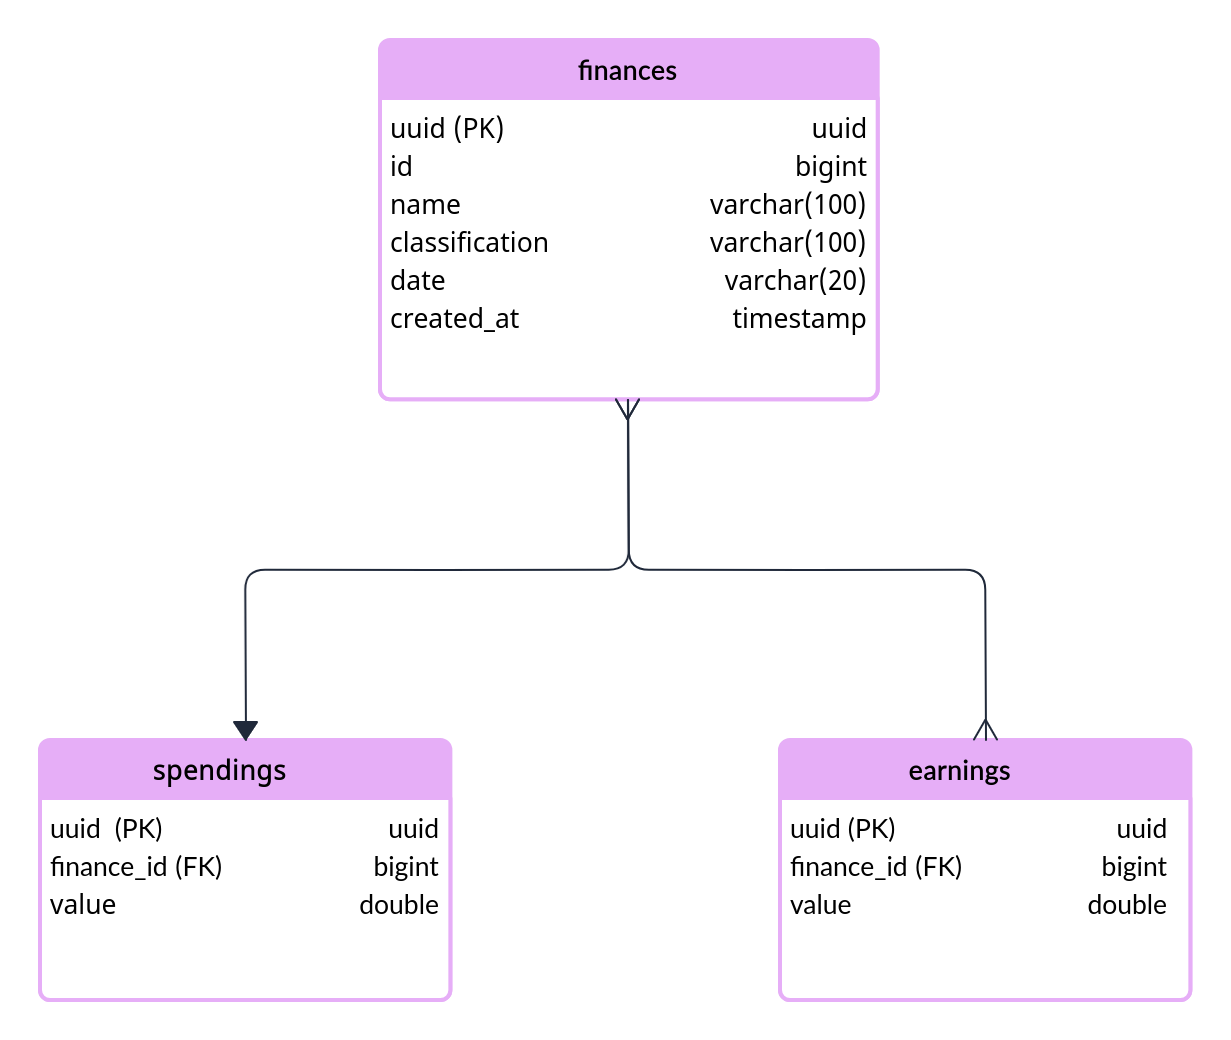 finances
uuid (PK) uuid
id bigint
name varchar(100)
classification varchar(100)
date varchar(20)
created_at timestamp
spendings
uuid  (PK) uuid
finance_id (FK) bigint
value double
earnings
uuid (PK) uuid
finance_id (FK) bigint
value double